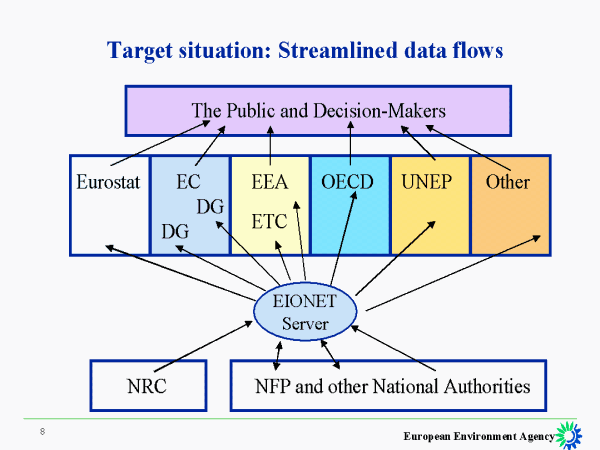 Target situation: Streamlined data flows
The Public and Decision-Makers
Eurostat EC EEA OECD UNEP Other
DG
ETC
DG
EIONET
Server
NRC NFP and other National Authorities
8
European Environment Agency